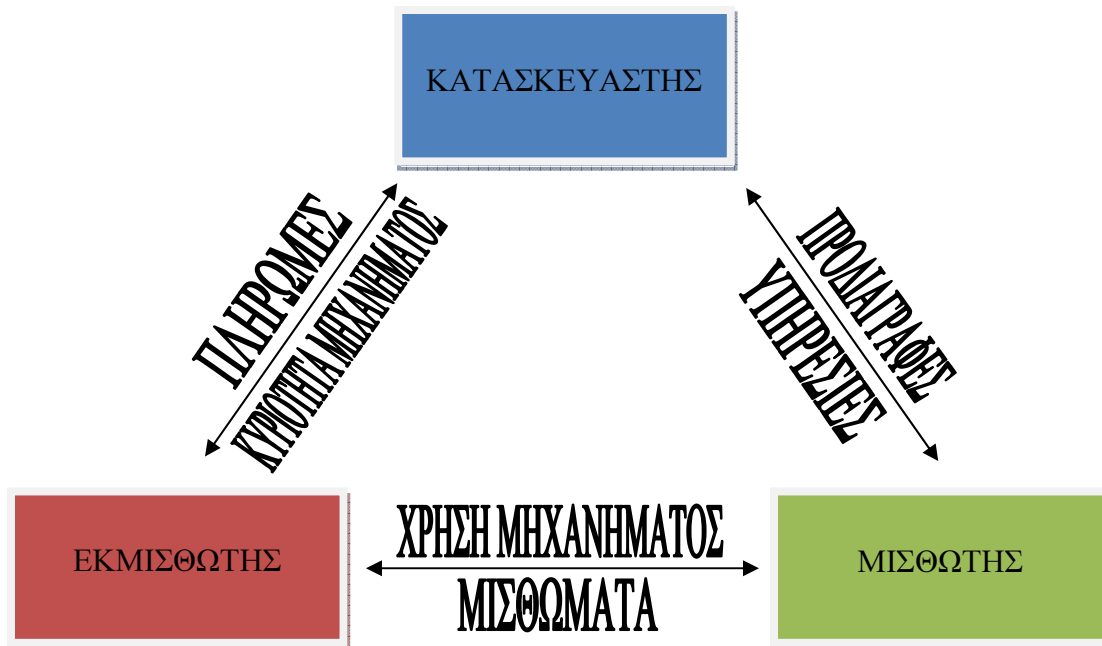 ΚΑΤΑΣΚΕΥΑΣΤΗΣ
ΠΛΗΡΩΜΕΣ
ΚΥΡΙΟΤΗΤΑ ΜΗΧΑΝΗΜΑΤΟΣ
ΠΡΟΔΙΑΓΡΑΦΕΣ
ΥΠΗΡΕΣΙΕΣ
ΕΚΜΙΣΘΩΤΗΣ
ΧΡΗΣΗ ΜΗΧΑΝΗΜΑΤΟΣ
ΜΙΣΘΩΜΑΤΑ
ΜΙΣΘΩΤΗΣ